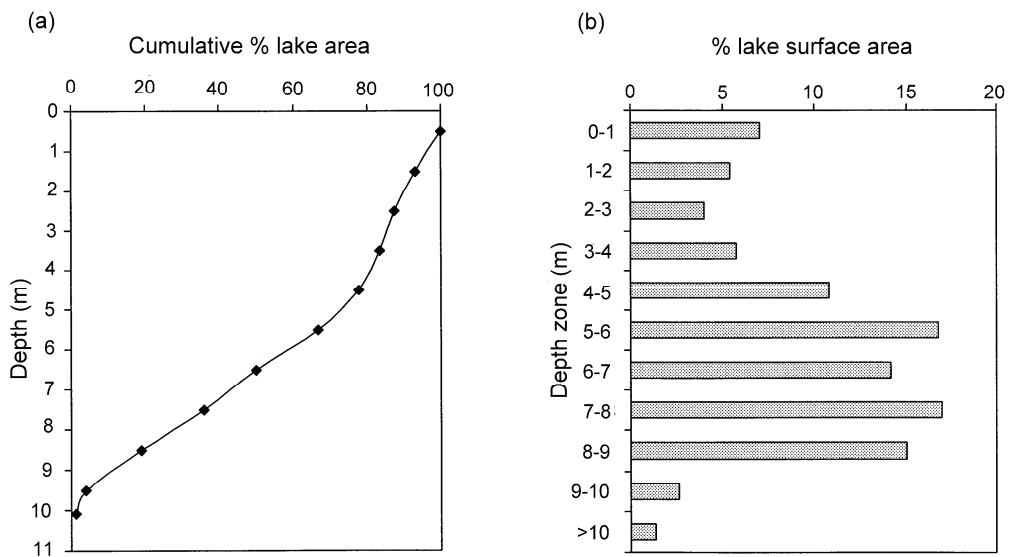 (a)
Cumulative % lake area
0 20 40 60 80 100
0
1
2
3
4
5
6
7
8
9
10
11
Depth (m)
(b)
% lake surface area
0 5 10 15 20
0-1
1-2
2-3
3-4
4-5
5-6
6-7
7-8
8-9
9-10
>10
Depth zone (m)